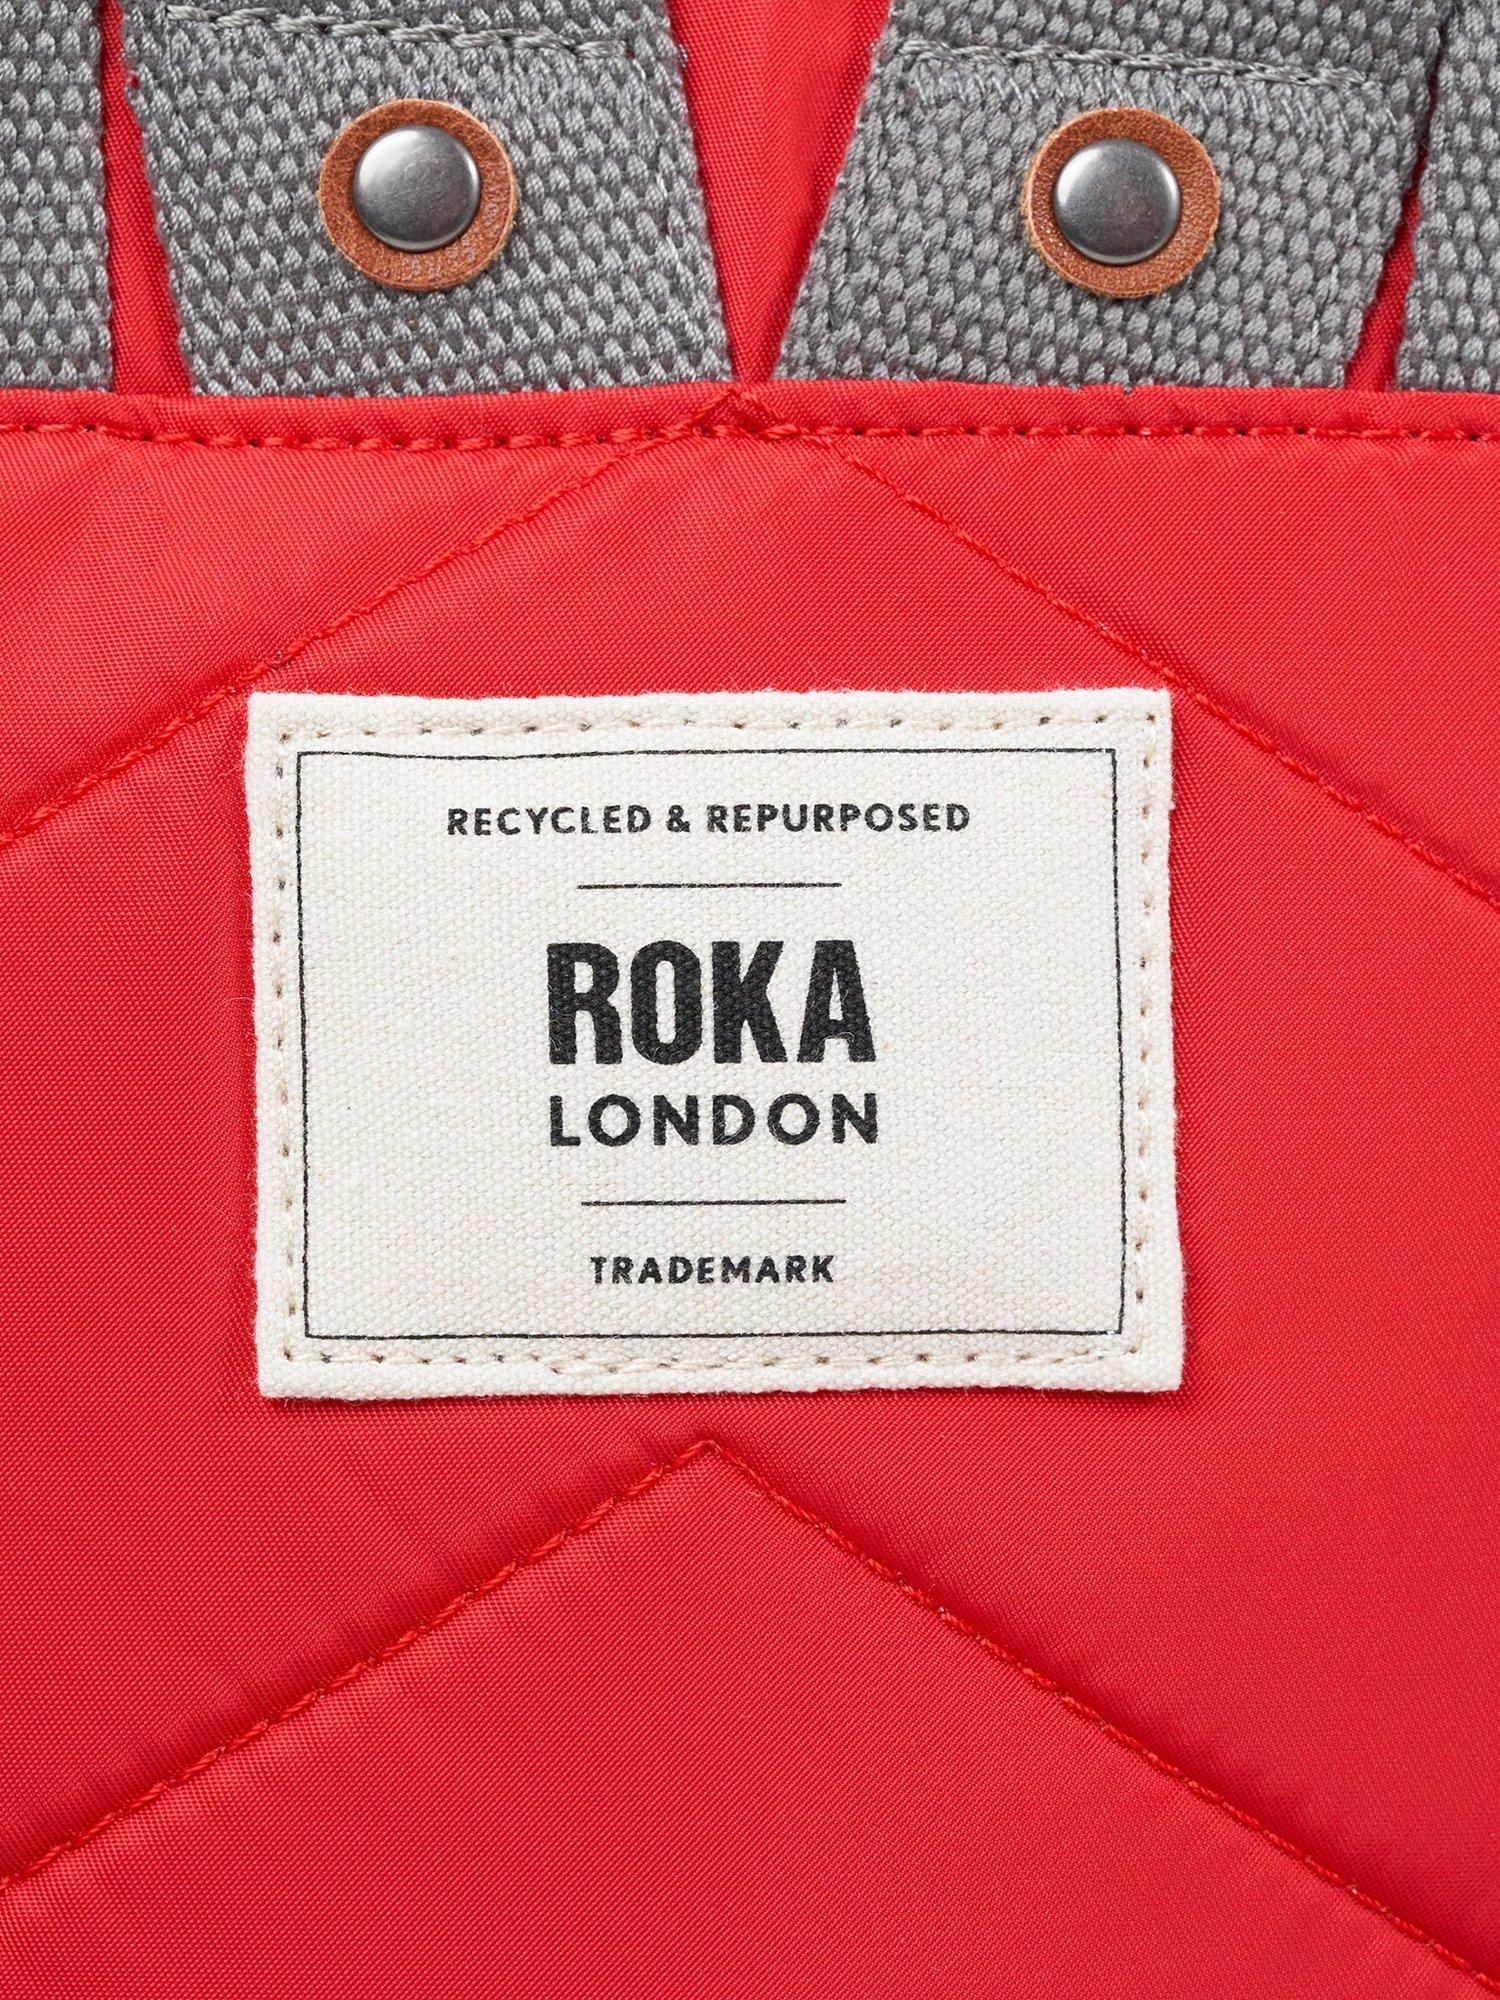 RECYCLED & REPURPOSED
ROKA
LONDON
TRADEMARK